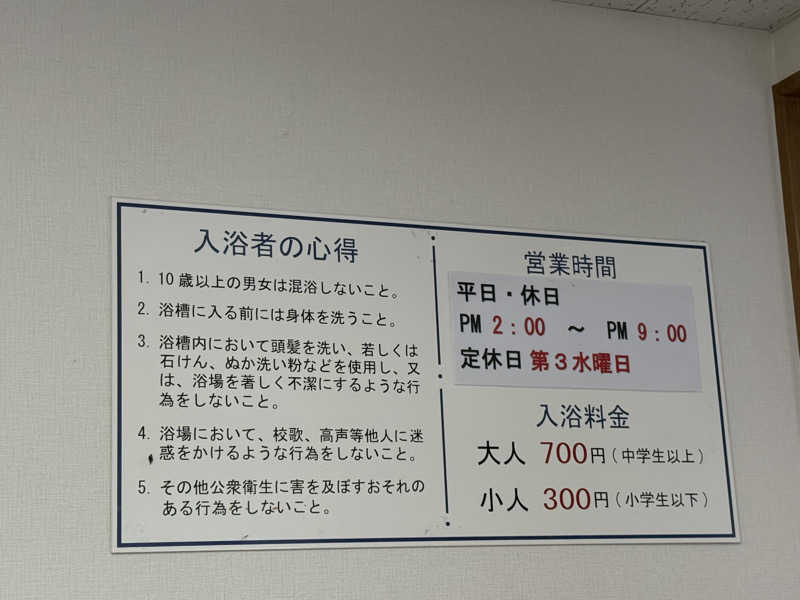 入浴者の心得
1. 10歳以上の男女は混浴しないこと。
2. 浴槽に入る前には身体を洗うこと。
3. 浴槽内において頭髪を洗い、若しくは
石けん、ぬか洗い粉などを使用し、又
は、浴場を著しく不潔にするような行
為をしないこと。
4. 浴場において、校歌、高声等他人に迷
惑をかけるような行為をしないこと。
5. その他公衆衛生に害を及ぼすおそれの
ある行為をしないこと。
営業時間
平日・休日
PM 2:00 ～ PM 9:00
定休日 第3水曜日
入浴料金
大人 700円(中学生以上)
小人 300円(小学生以下)